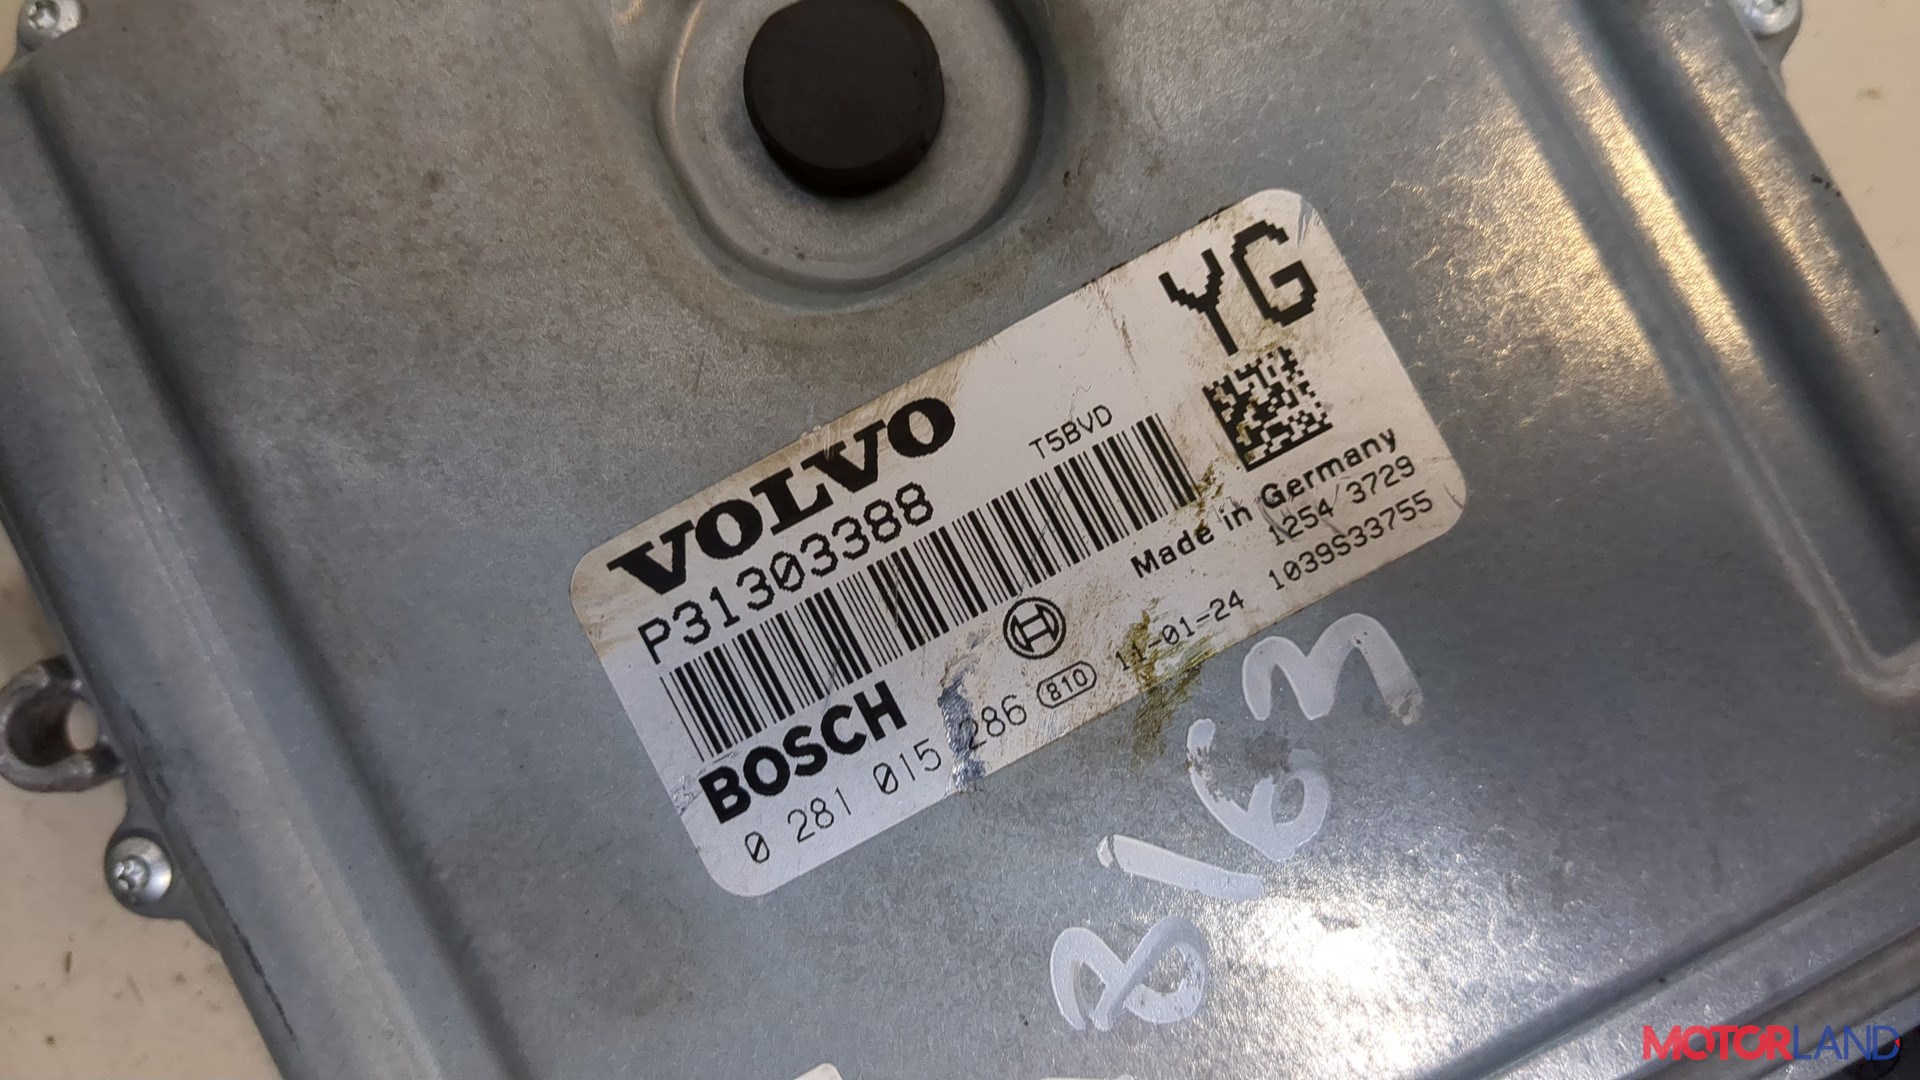 YG
VOLVO
T5BVD
P31303388
Made in Germany
1254/3729
BOSCH
0 281 015 286 810 11-01-24 1039S33755
MOTORLAND